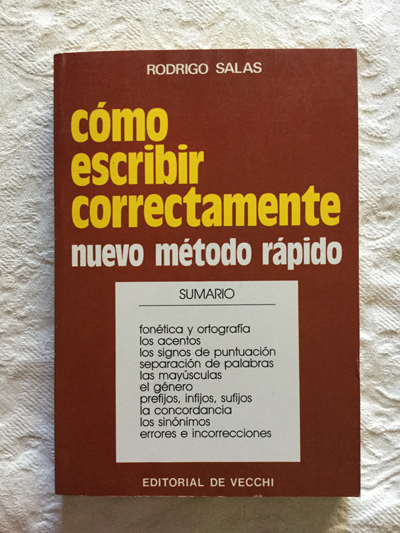 RODRIGO SALAS
cómo
escribir
correctamente
nuevo método rápido
SUMARIO
fonética y ortografía
los acentos
los signos de puntuación
separación de palabras
las mayúsculas
el género
prefijos, infijos, sufijos
la concordancia
los sinónimos
errores e incorrecciones
EDITORIAL DE VECCHI